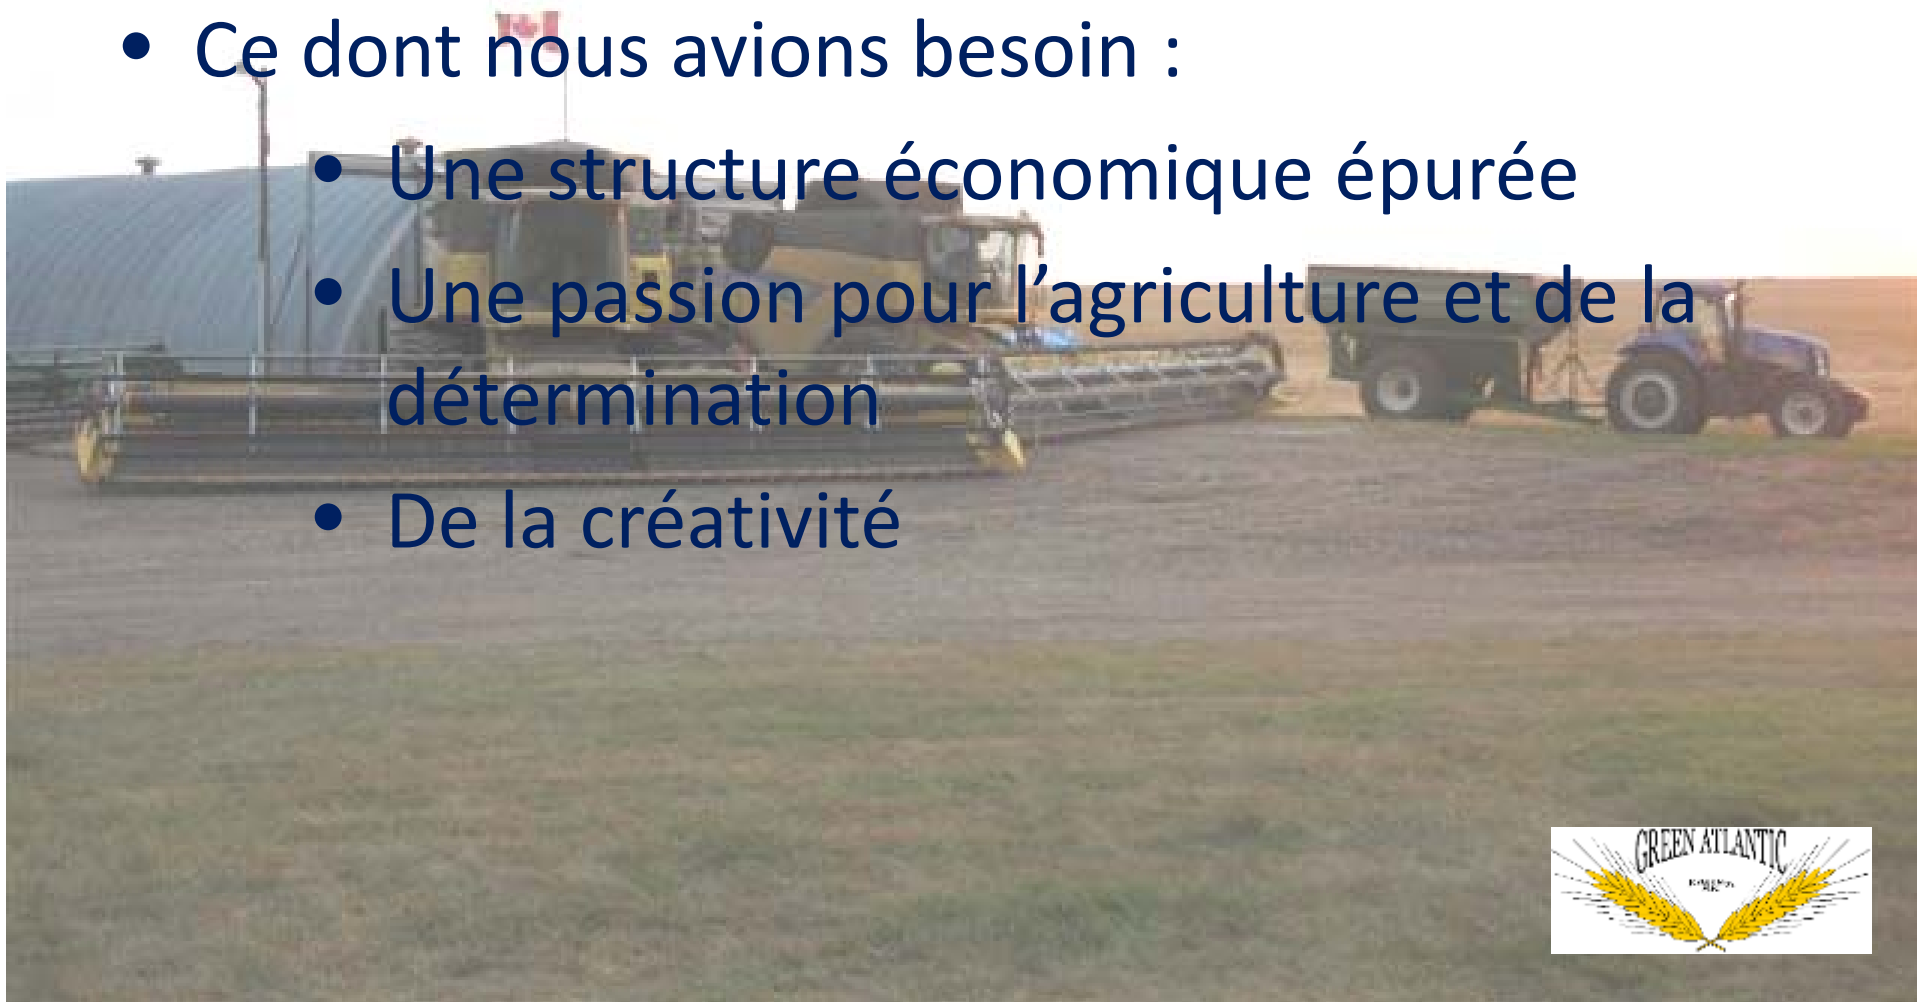 • Ce dont nous avions besoin :
• Une structure économique épurée
• Une passion pour l’agriculture et de la
détermination
• De la créativité
GREEN ATLANTIC